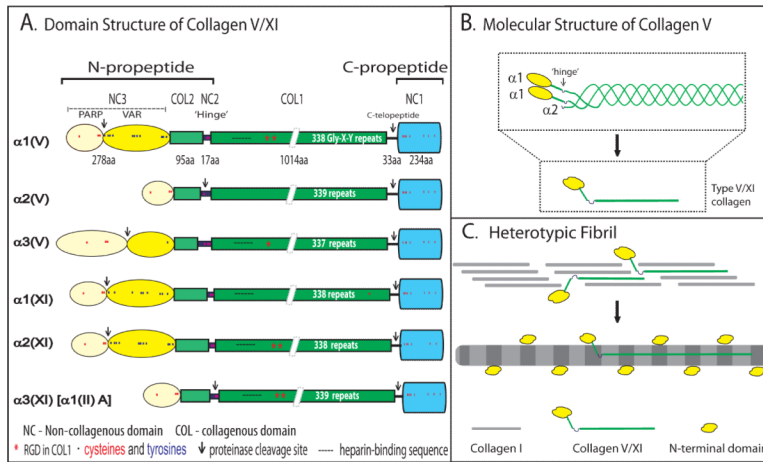 A. Domain Structure of Collagen V/XI
N-propeptide
C-propeptide
NC3
COL2
NC2
COL1
NC1
PARP
VAR
'Hinge'
C-telopeptide
α1(V)
338 Gly-X-Y repeats
278aa
95aa
17aa
1014aa
33aa
234aa
α2(V)
339 repeats
α3(V)
337 repeats
α1(XI)
338 repeats
α2(XI)
338 repeats
α3(XI) [α1(II) A]
339 repeats
NC - Non-collagenous domain COL - collagenous domain
* RGD in COL1 · cysteines and tyrosines ↓ proteinase cleavage site ----- heparin-binding sequence
B. Molecular Structure of Collagen V
α1
'hinge'
α1
α2
Type V/XI
collagen
C. Heterotypic Fibril
Collagen I
Collagen V/XI
N-terminal domain